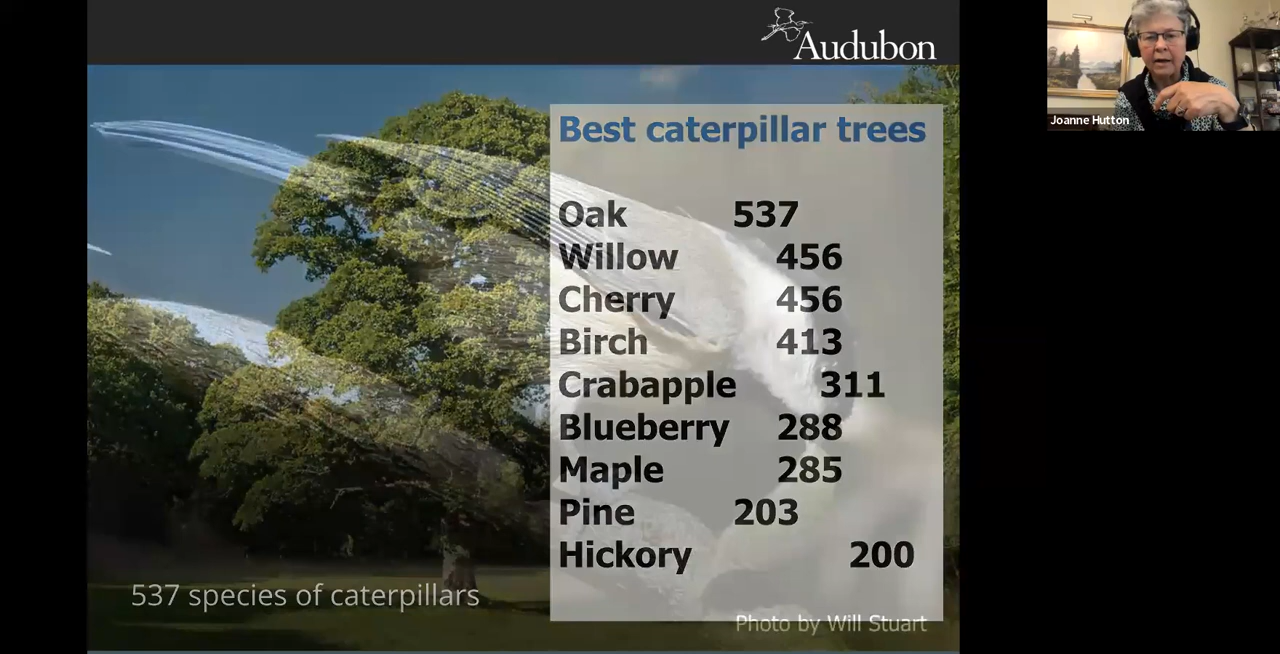 Audubon
Joanne Hutton
Best caterpillar trees
Oak 537
Willow 456
Cherry 456
Birch 413
Crabapple 311
Blueberry 288
Maple 285
Pine 203
Hickory 200
537 species of caterpillars
Photo by Will Stuart